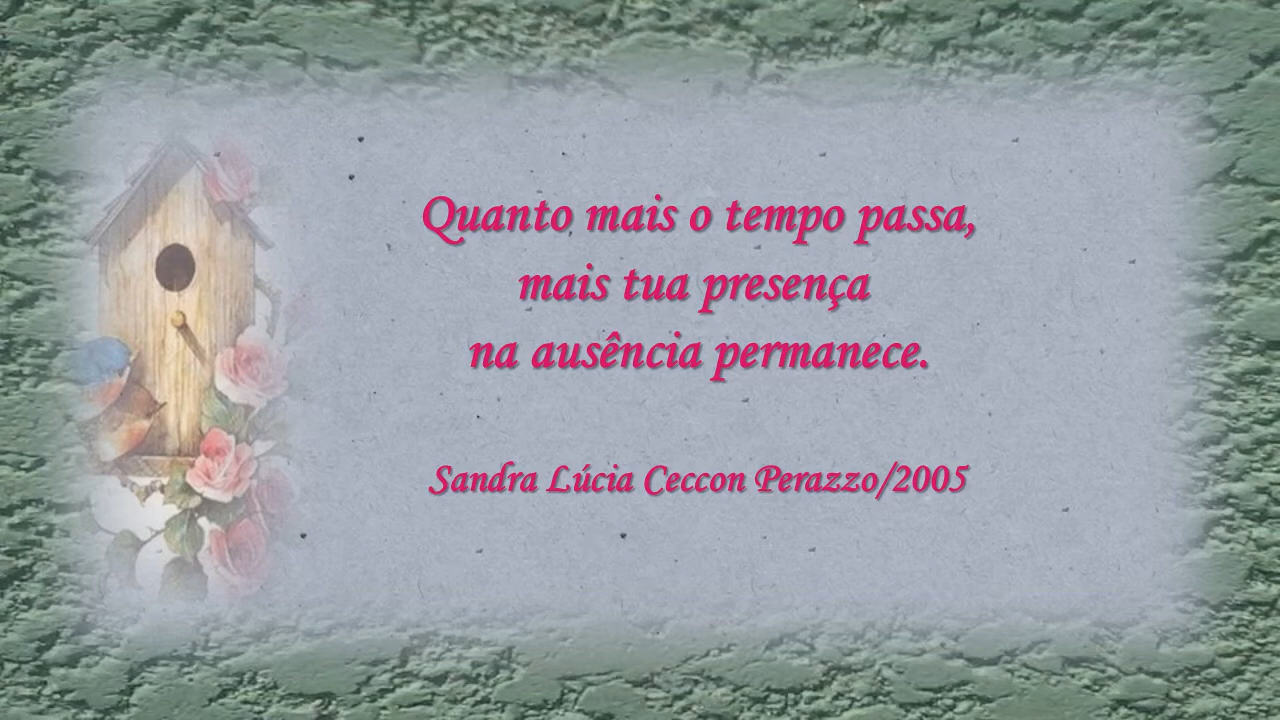 Quanto mais o tempo passa,
mais tua presença
na ausência permanece.
Sandra Lúcia Ceccon Perazzo/2005